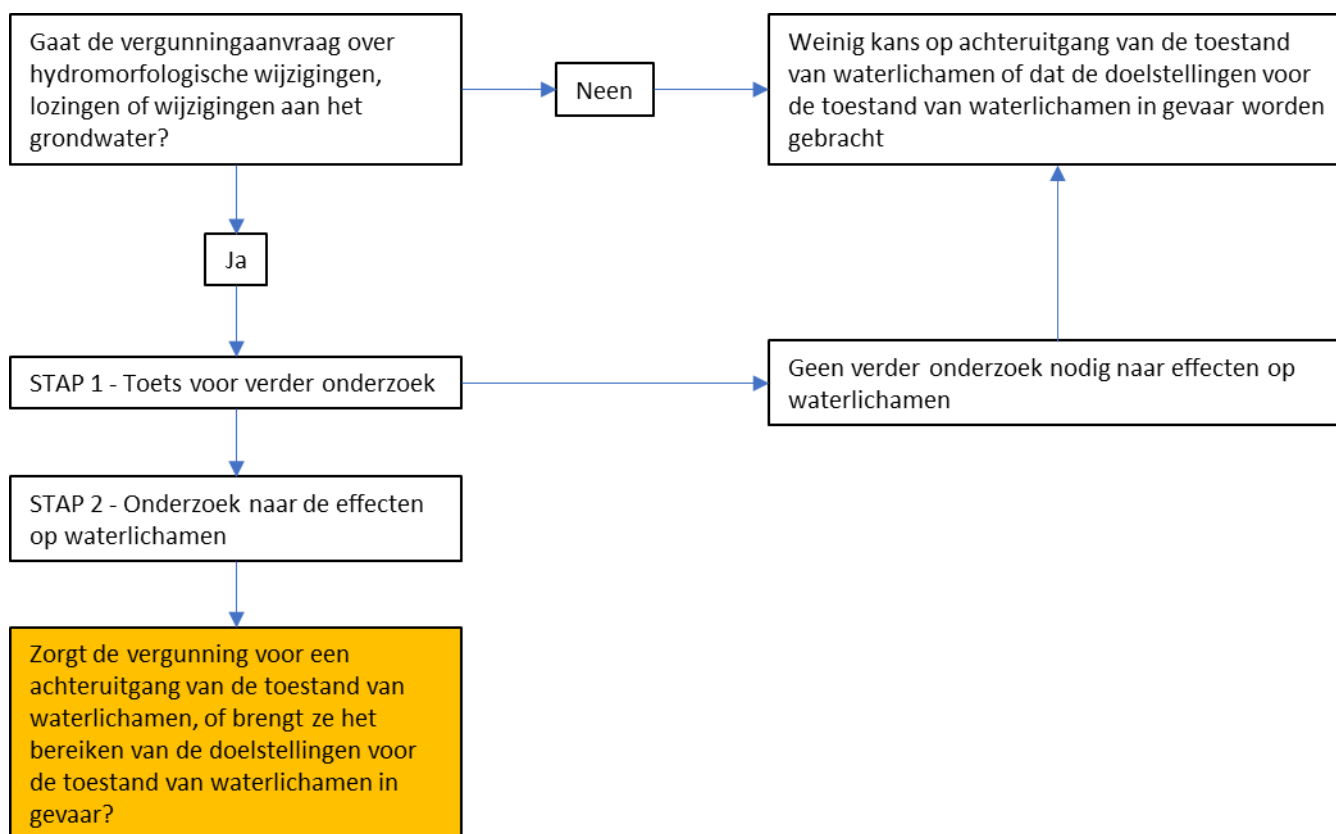 Gaat de vergunningaanvraag over
hydromorfologische wijzigingen,
lozingen of wijzigingen aan het
grondwater?
Neen
Weinig kans op achteruitgang van de toestand
van waterlichamen of dat de doelstellingen voor
de toestand van waterlichamen in gevaar worden
gebracht
Ja
STAP 1 - Toets voor verder onderzoek
Geen verder onderzoek nodig naar effecten op
waterlichamen
STAP 2 - Onderzoek naar de effecten
op waterlichamen
Zorgt de vergunning voor een
achteruitgang van de toestand van
waterlichamen, of brengt ze het
bereiken van de doelstellingen voor
de toestand van waterlichamen in
gevaar?